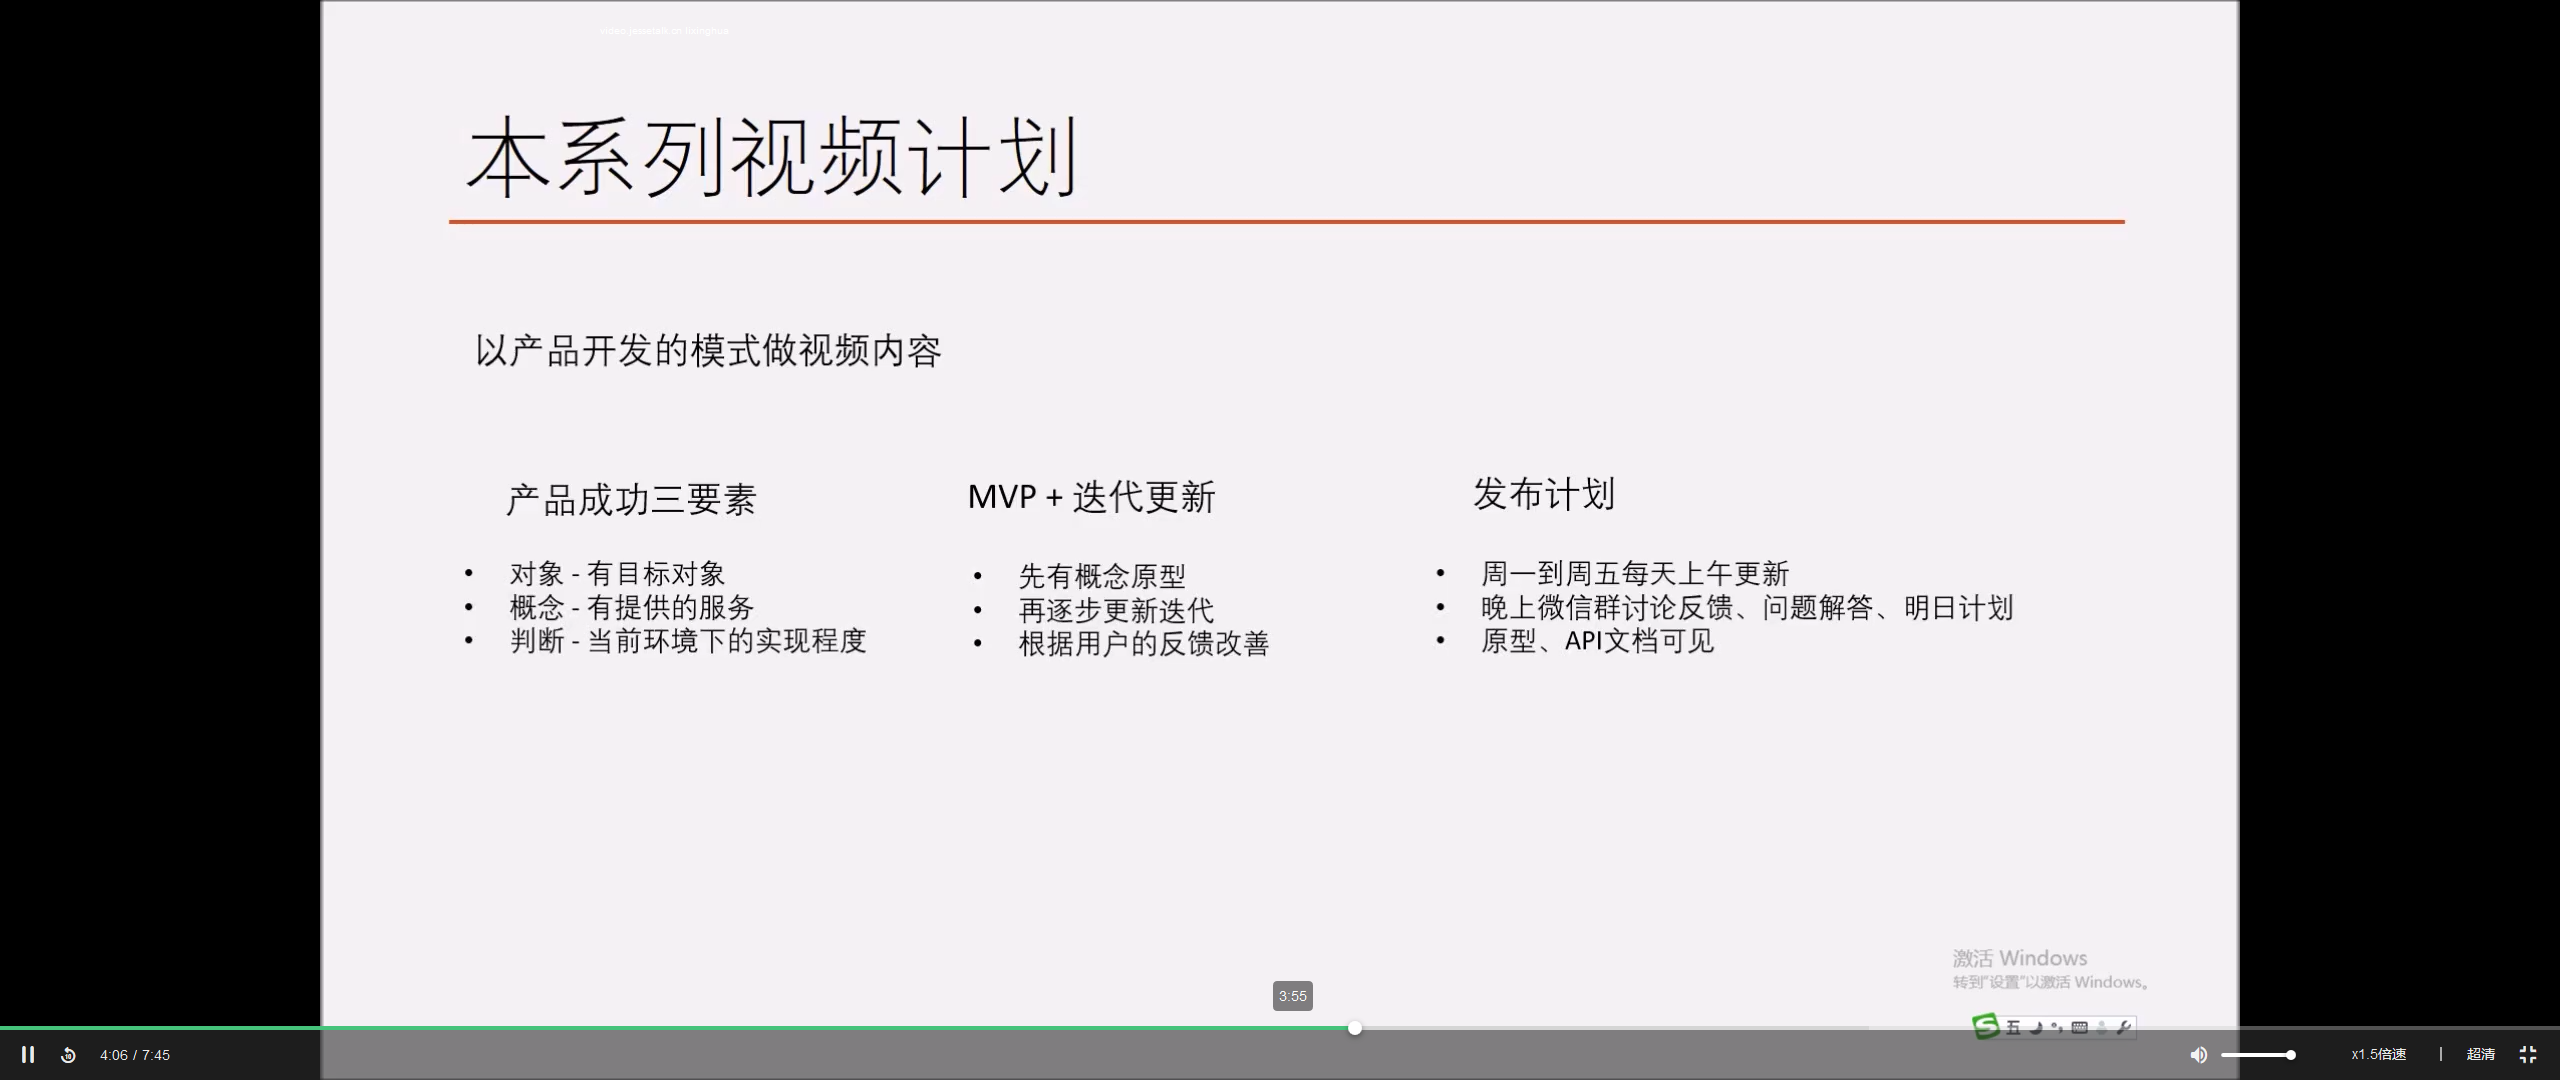 本系列视频计划
以产品开发的模式做视频内容
产品成功三要素
• 对象 - 有目标对象
• 概念 - 有提供的服务
• 判断 - 当前环境下的实现程度
MVP + 迭代更新
• 先有概念原型
• 再逐步更新迭代
• 根据用户的反馈改善
发布计划
• 周一到周五每天上午更新
• 晚上微信群讨论反馈、问题解答、明日计划
• 原型、API文档可见
激活 Windows
转到“设置”以激活 Windows。
3:55
五
4:06 / 7:45
x1.5倍速 | 超清